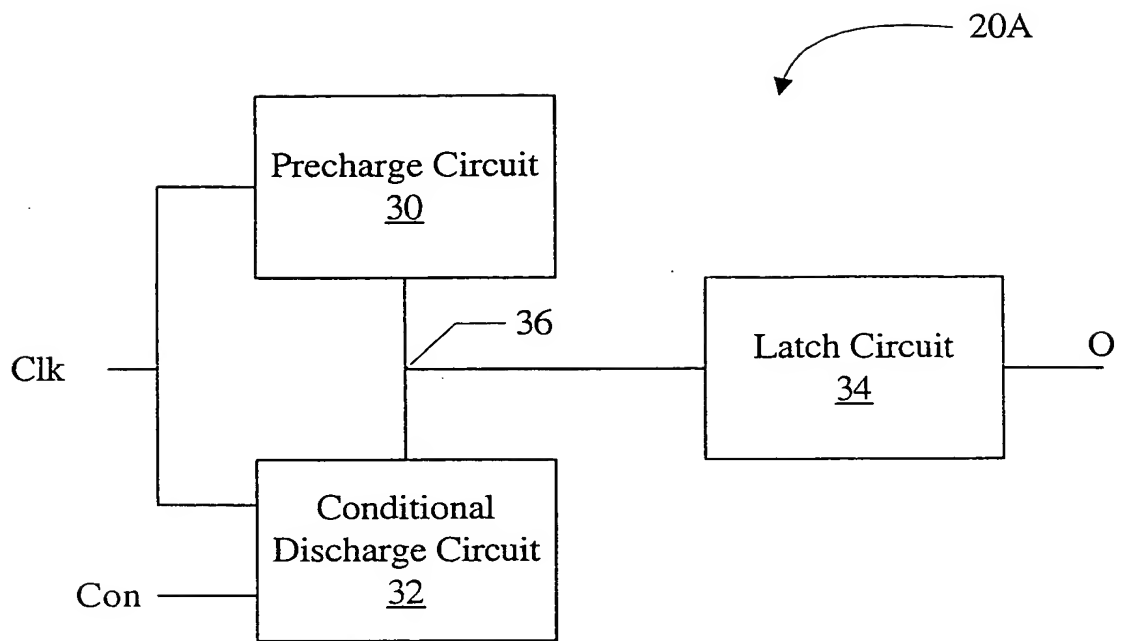 20A
Precharge Circuit
30
36
Clk
Latch Circuit
34
O
Conditional
Discharge Circuit
32
Con